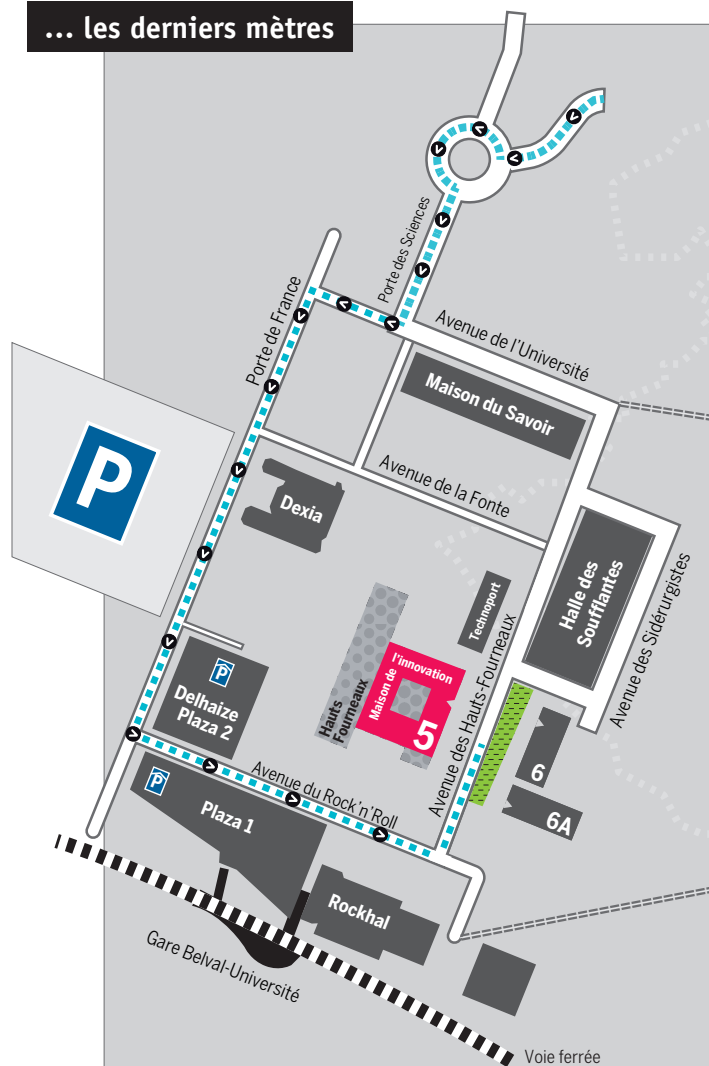 ... les derniers mètres
Porte des Sciences
Porte de France
Avenue de l'Université
Maison du Savoir
P
Avenue de la Fonte
Dexia
Halle des
Soufflantes
Technoport
Avenue des Sidérurgistes
Avenue des Hauts-Fourneaux
l'innovation
Maison de
5
Hauts
Fourneaux
P
Delhaize
Plaza 2
6
6A
Avenue du Rock'n'Roll
P
Plaza 1
Rockhal
Gare Belval-Université
Voie ferrée